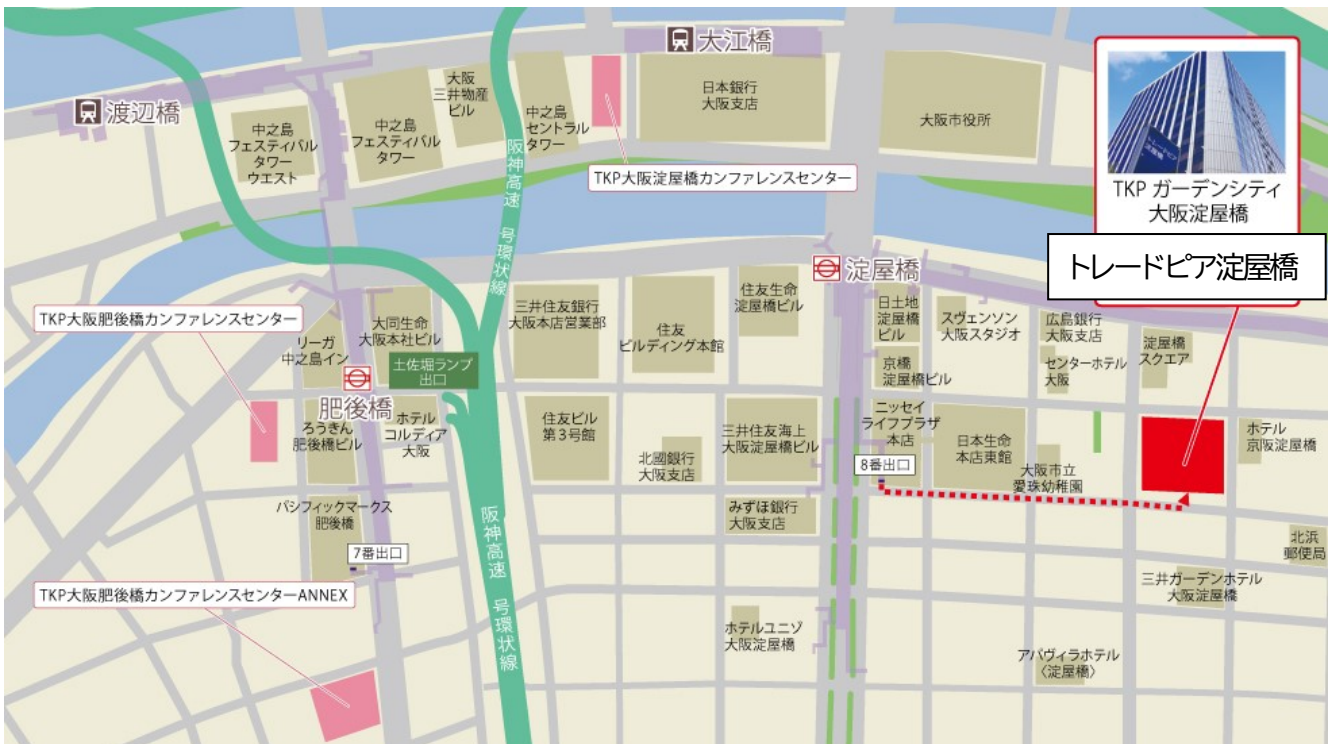 大江橋
渡辺橋
大阪
三井物産
ビル
中之島
フェスティバル
タワー
ウエスト
中之島
フェスティバル
タワー
中之島
セントラル
タワー
日本銀行
大阪支店
大阪市役所
TKP大阪淀屋橋カンファレンスセンター
阪神高速 号環状線
TKP ガーデンシティ
大阪淀屋橋
トレードピア淀屋橋
淀屋橋
TKP大阪肥後橋カンファレンスセンター
リーガ
中之島イン
大同生命
大阪本社ビル
土佐堀ランプ
出口
三井住友銀行
大阪本店営業部
住友
ビルディング本館
住友生命
淀屋橋ビル
日土地
淀屋橋
ビル
スヴェンソン
大阪スタジオ
広島銀行
大阪支店
淀屋橋
スクエア
京橋
淀屋橋ビル
センターホテル
大阪
肥後橋
ろうきん
肥後橋ビル
ホテル
コルディア
大阪
住友ビル
第3号館
北國銀行
大阪支店
三井住友海上
大阪淀屋橋ビル
ニッセイ
ライフプラザ
本店
8番出口
日本生命
本店東館
大阪市立
愛珠幼稚園
ホテル
京阪淀屋橋
パシフィックマークス
肥後橋
7番出口
みずほ銀行
大阪支店
阪神高速 号環状線
北浜
郵便局
三井ガーデンホテル
大阪淀屋橋
TKP大阪肥後橋カンファレンスセンターANNEX
ホテルユニゾ
大阪淀屋橋
アパヴィラホテル
〈淀屋橋〉
トレードピア
淀屋橋